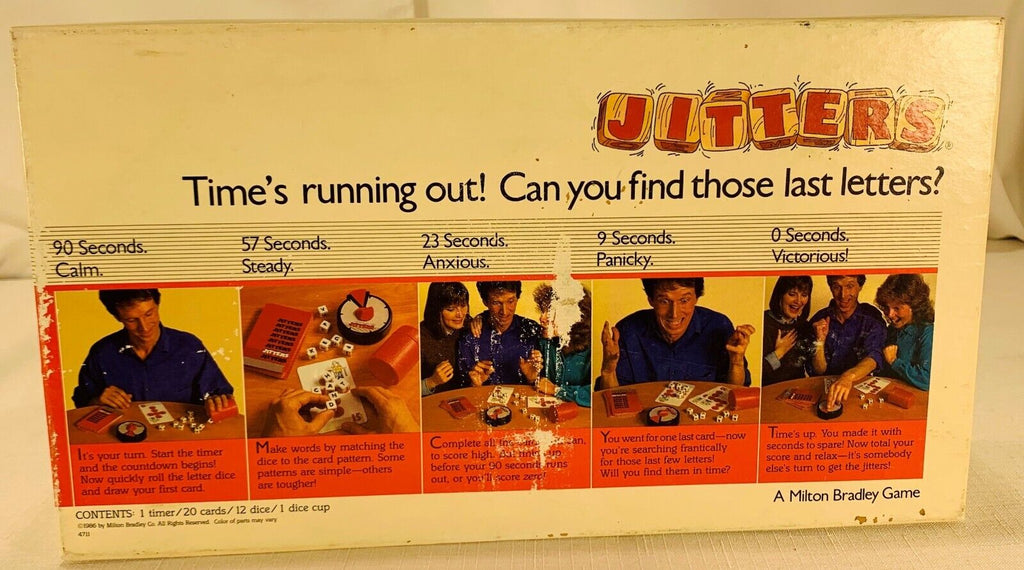 JITTERS®
Time's running out! Can you find those last letters?
90 Seconds.
Calm.
57 Seconds.
Steady.
23 Seconds.
Anxious.
9 Seconds.
Panicky.
0 Seconds.
Victorious!
It's your turn. Start the timer
and the countdown begins!
Now quickly roll the letter dice
and draw your first card.
Make words by matching the
dice to the card pattern. Some
patterns are simple—others
are tougher!
Complete all the can,
to score high. But
before your 90 seconds runs
out, or you'll score zero!
You went for one last card—now
you're searching frantically
for those last few letters!
Will you find them in time?
Time's up. You made it with
seconds to spare! Now total your
score and relax—It's somebody
else's turn to get the jitters!
CONTENTS: 1 timer/20 cards/12 dice/1 dice cup
©1986 by Milton Bradley Co. All Rights Reserved. Color of parts may vary
4711
A Milton Bradley Game